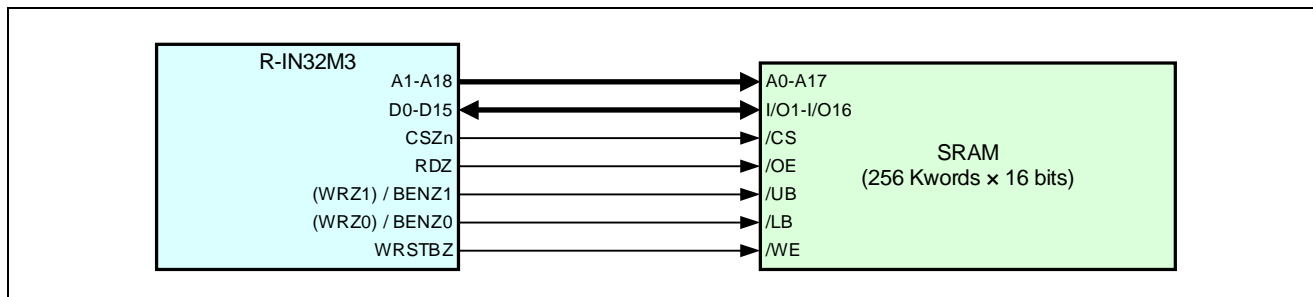 R-IN32M3
A1-A18
D0-D15
CSZn
RDZ
(WRZ1) / BENZ1
(WRZ0) / BENZ0
WRSTBZ
A0-A17
I/O1-I/O16
/CS
/OE
/UB
/LB
/WE
SRAM
(256 Kwords × 16 bits)